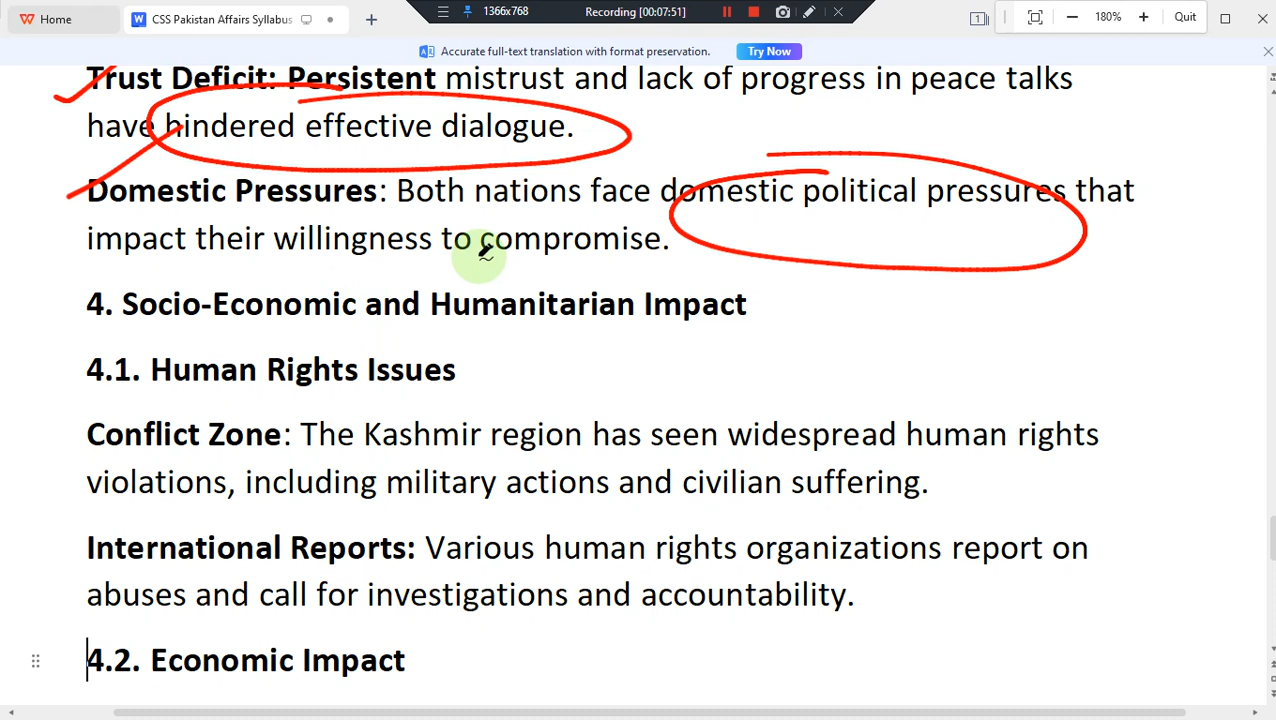 WPS Home
CSS Pakistan Affairs Syllabus
1366x768
Recording [00:07:51]
1
180%
Quit
Accurate full-text translation with format preservation.
Try Now
Trust Deficit: Persistent mistrust and lack of progress in peace talks
have hindered effective dialogue.
Domestic Pressures: Both nations face domestic political pressures that
impact their willingness to compromise.
4. Socio-Economic and Humanitarian Impact
4.1. Human Rights Issues
Conflict Zone: The Kashmir region has seen widespread human rights
violations, including military actions and civilian suffering.
International Reports: Various human rights organizations report on
abuses and call for investigations and accountability.
4.2. Economic Impact